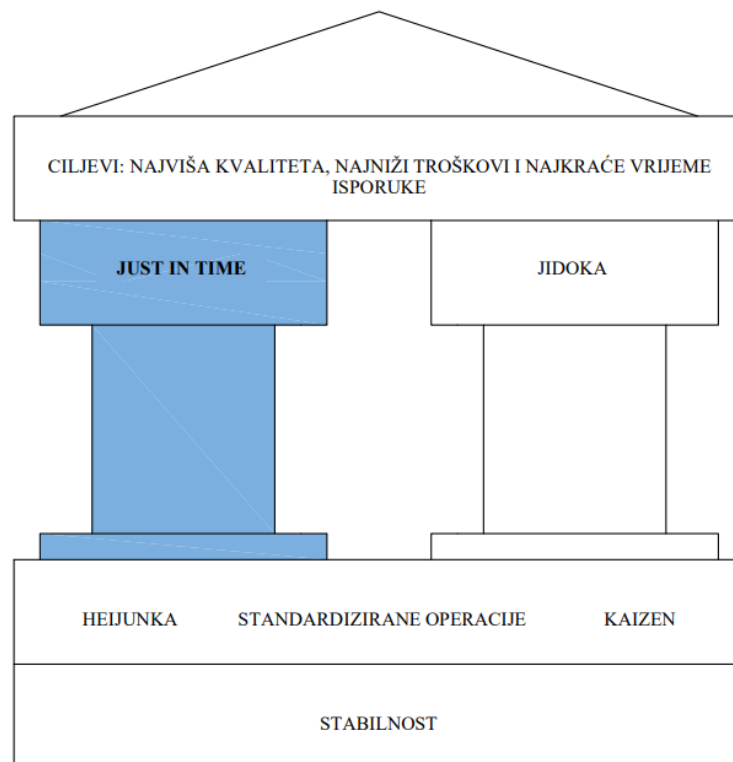 CILJEVI: NAJVIŠA KVALITETA, NAJNIŽI TROŠKOVI I NAJKRAĆE VRIJEME
ISPORUKE
JUST IN TIME
JIDOKA
HEIJUNKA
STANDARDIZIRANE OPERACIJE
KAIZEN
STABILNOST